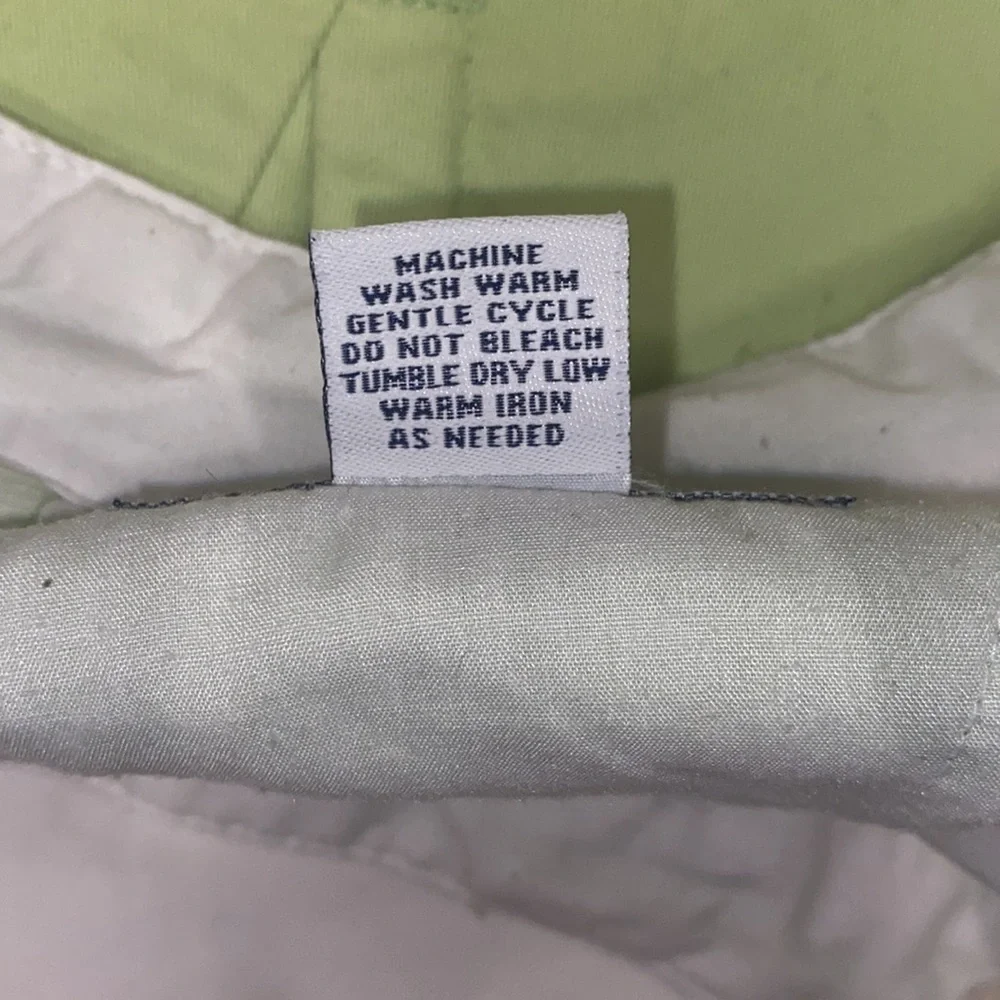 MACHINE
WASH WARM
GENTLE CYCLE
DO NOT BLEACH
TUMBLE DRY LOW
WARM IRON
AS NEEDED